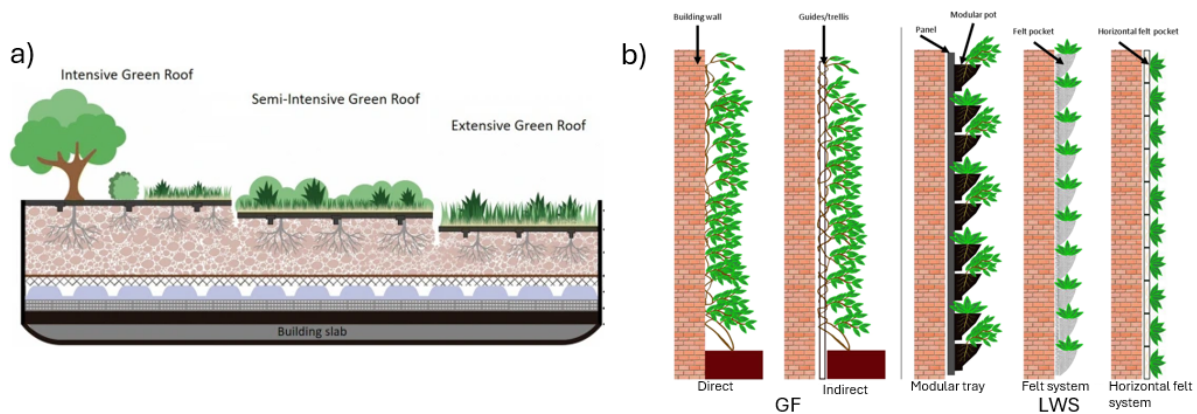 a)
Intensive Green Roof
Semi-Intensive Green Roof
Extensive Green Roof
Building slab
b)
Building wall
Guides/trellis
Panel
Modular pot
Felt pocket
Horizontal felt pocket
Direct
Indirect
GF
Modular tray
Felt system
Horizontal felt
system
LWS